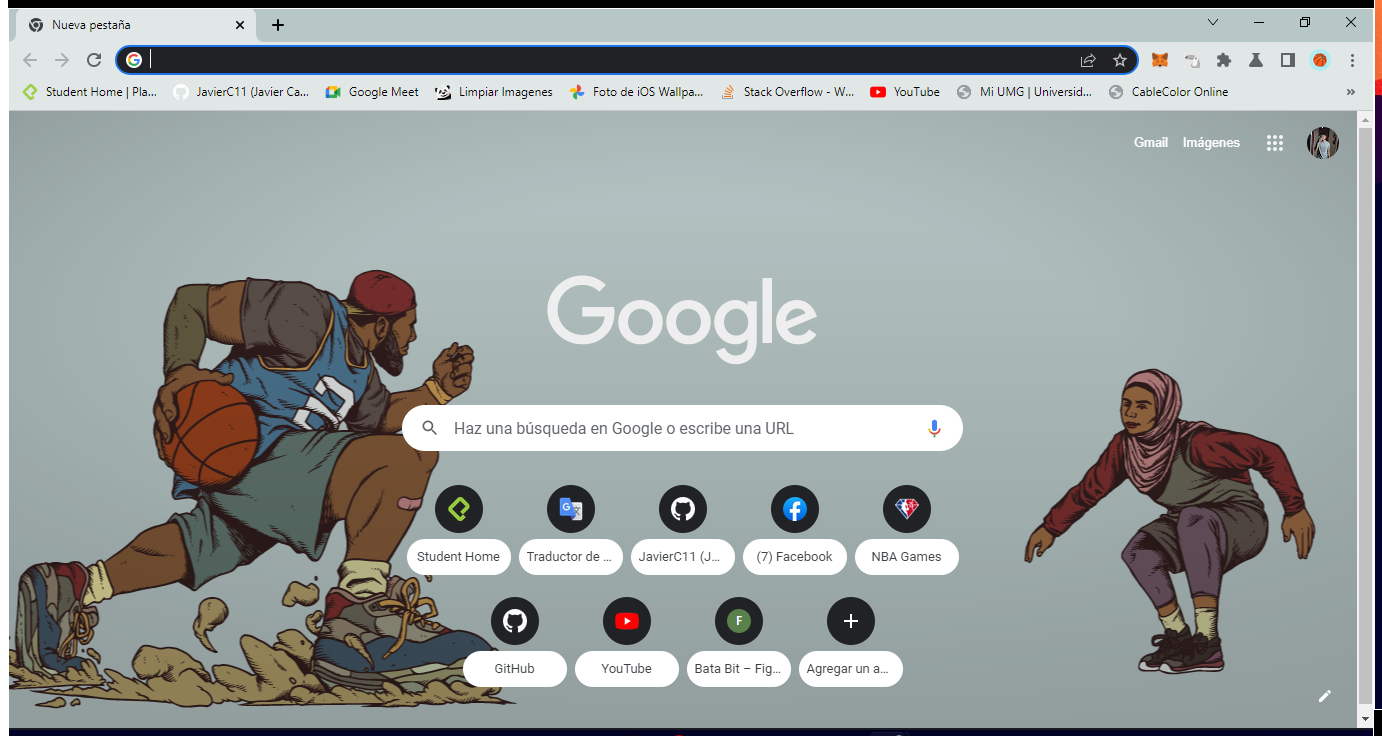 Nueva pestaña
Student Home | Pla... JavierC11 (Javier Ca... Google Meet Limpiar Imagenes Foto de iOS Wallpa... Stack Overflow - W... YouTube Mi UMG | Universid... CableColor Online »
Gmail Imágenes
Google
Haz una búsqueda en Google o escribe una URL
Student Home Traductor de ... JavierC11 (J... (7) Facebook NBA Games
F
GitHub YouTube Bata Bit – Fig... Agregar un a...